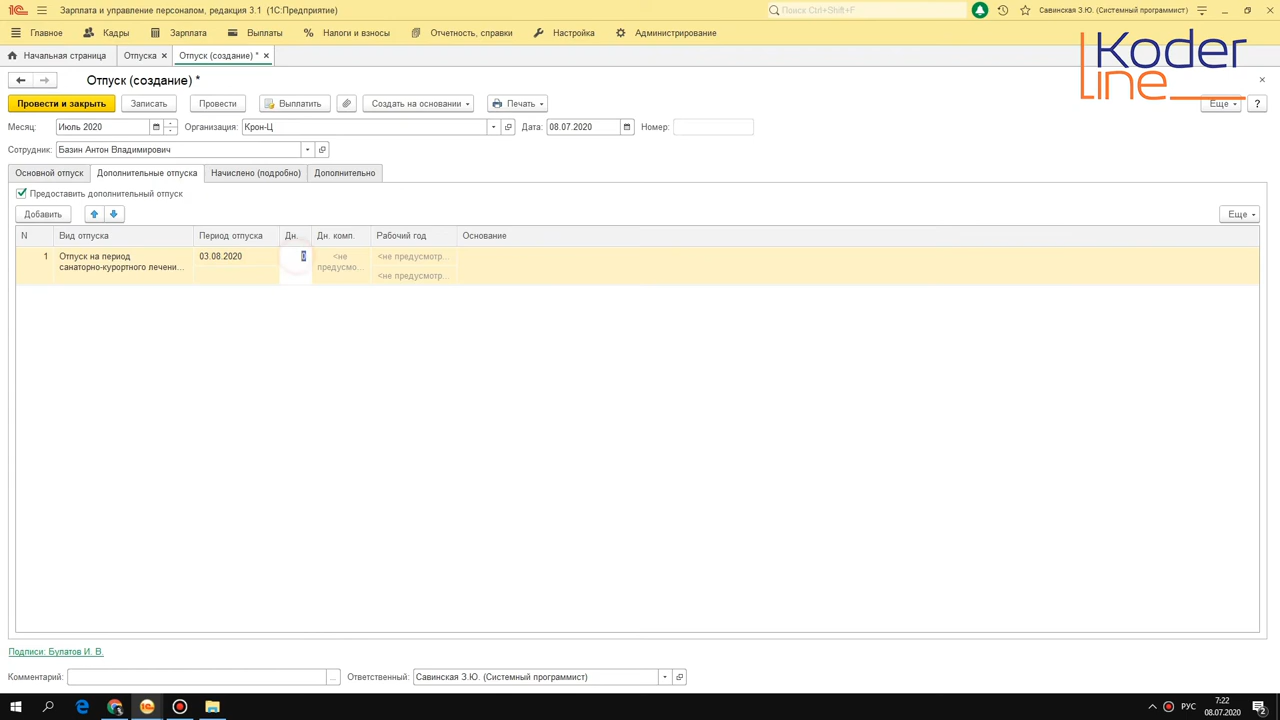 Зарплата и управление персоналом, редакция 3.1 (1С:Предприятие)
Поиск Ctrl+Shift+F
Савинская З.Ю. (Системный программист)
Главное
Кадры
Зарплата
Выплаты
Налоги и взносы
Отчетность, справки
Настройка
Администрирование
Начальная страница
Отпуска
Отпуск (создание) *
Koder
line
Отпуск (создание) *
Провести и закрыть
Записать
Провести
Выплатить
Создать на основании
Печать
Еще
?
Месяц:
Июль 2020
Организация:
Крон-Ц
Дата:
08.07.2020
Номер:
Сотрудник:
Базин Антон Владимирович
Основной отпуск
Дополнительные отпуска
Начислено (подробно)
Дополнительно
Предоставить дополнительный отпуск
Добавить
Еще
N
Вид отпуска
Период отпуска
Дн...
Дн. комп.
Рабочий год
Основание
1
Отпуск на период
санаторно-курортного лечени...
03.08.2020
0
<не
предусмо...
<не предусмотр...
<не предусмотр...
Подписи: Булатов И. В.
Комментарий:
...
Ответственный:
Савинская З.Ю. (Системный программист)
РУС
7:22
08.07.2020
2